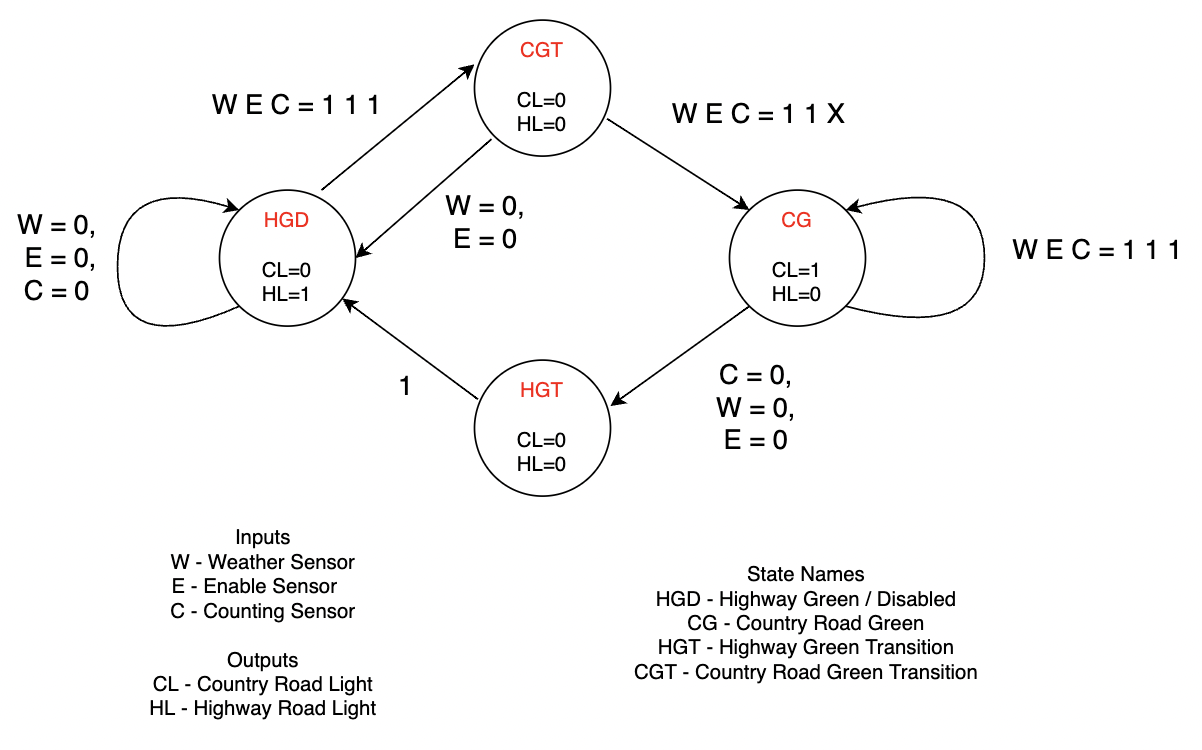 CGT
CL=0
HL=0
W E C = 1 1 1
W E C = 1 1 X
W = 0,
E = 0
HGD
CL=0
HL=1
W = 0,
E = 0,
C = 0
CG
CL=1
HL=0
W E C = 1 1 1
HGT
CL=0
HL=0
1
C = 0,
W = 0,
E = 0
Inputs
W - Weather Sensor
E - Enable Sensor
C - Counting Sensor
Outputs
CL - Country Road Light
HL - Highway Road Light
State Names
HGD - Highway Green / Disabled
CG - Country Road Green
HGT - Highway Green Transition
CGT - Country Road Green Transition